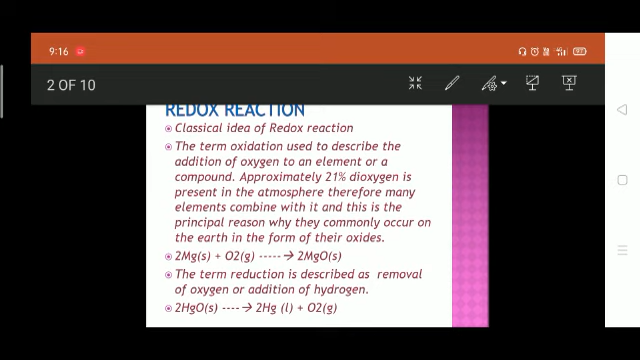 9:16
97
2 OF 10
REDOX REACTION
Classical idea of Redox reaction
The term oxidation used to describe the
addition of oxygen to an element or a
compound. Approximately 21% dioxygen is
present in the atmosphere therefore many
elements combine with it and this is the
principal reason why they commonly occur on
the earth in the form of their oxides.
2Mg(s) + O2(g) -----→ 2MgO(s)
The term reduction is described as removal
of oxygen or addition of hydrogen.
2HgO(s) ----→ 2Hg (l) + O2(g)